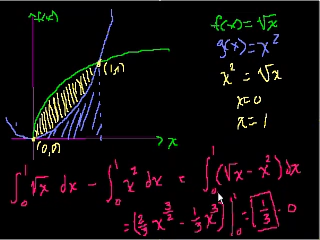 f(x)
f(x) = √x
g(x) = x²
x² = √x
x = 0
x = 1
(1,1)
(0,0)
x
∫₀¹ √x dx − ∫₀¹ x² dx = ∫₀¹ (√x − x²) dx
= (2/3 x^(3/2) − 1/3 x³) |₀¹ = 1/3 - 0